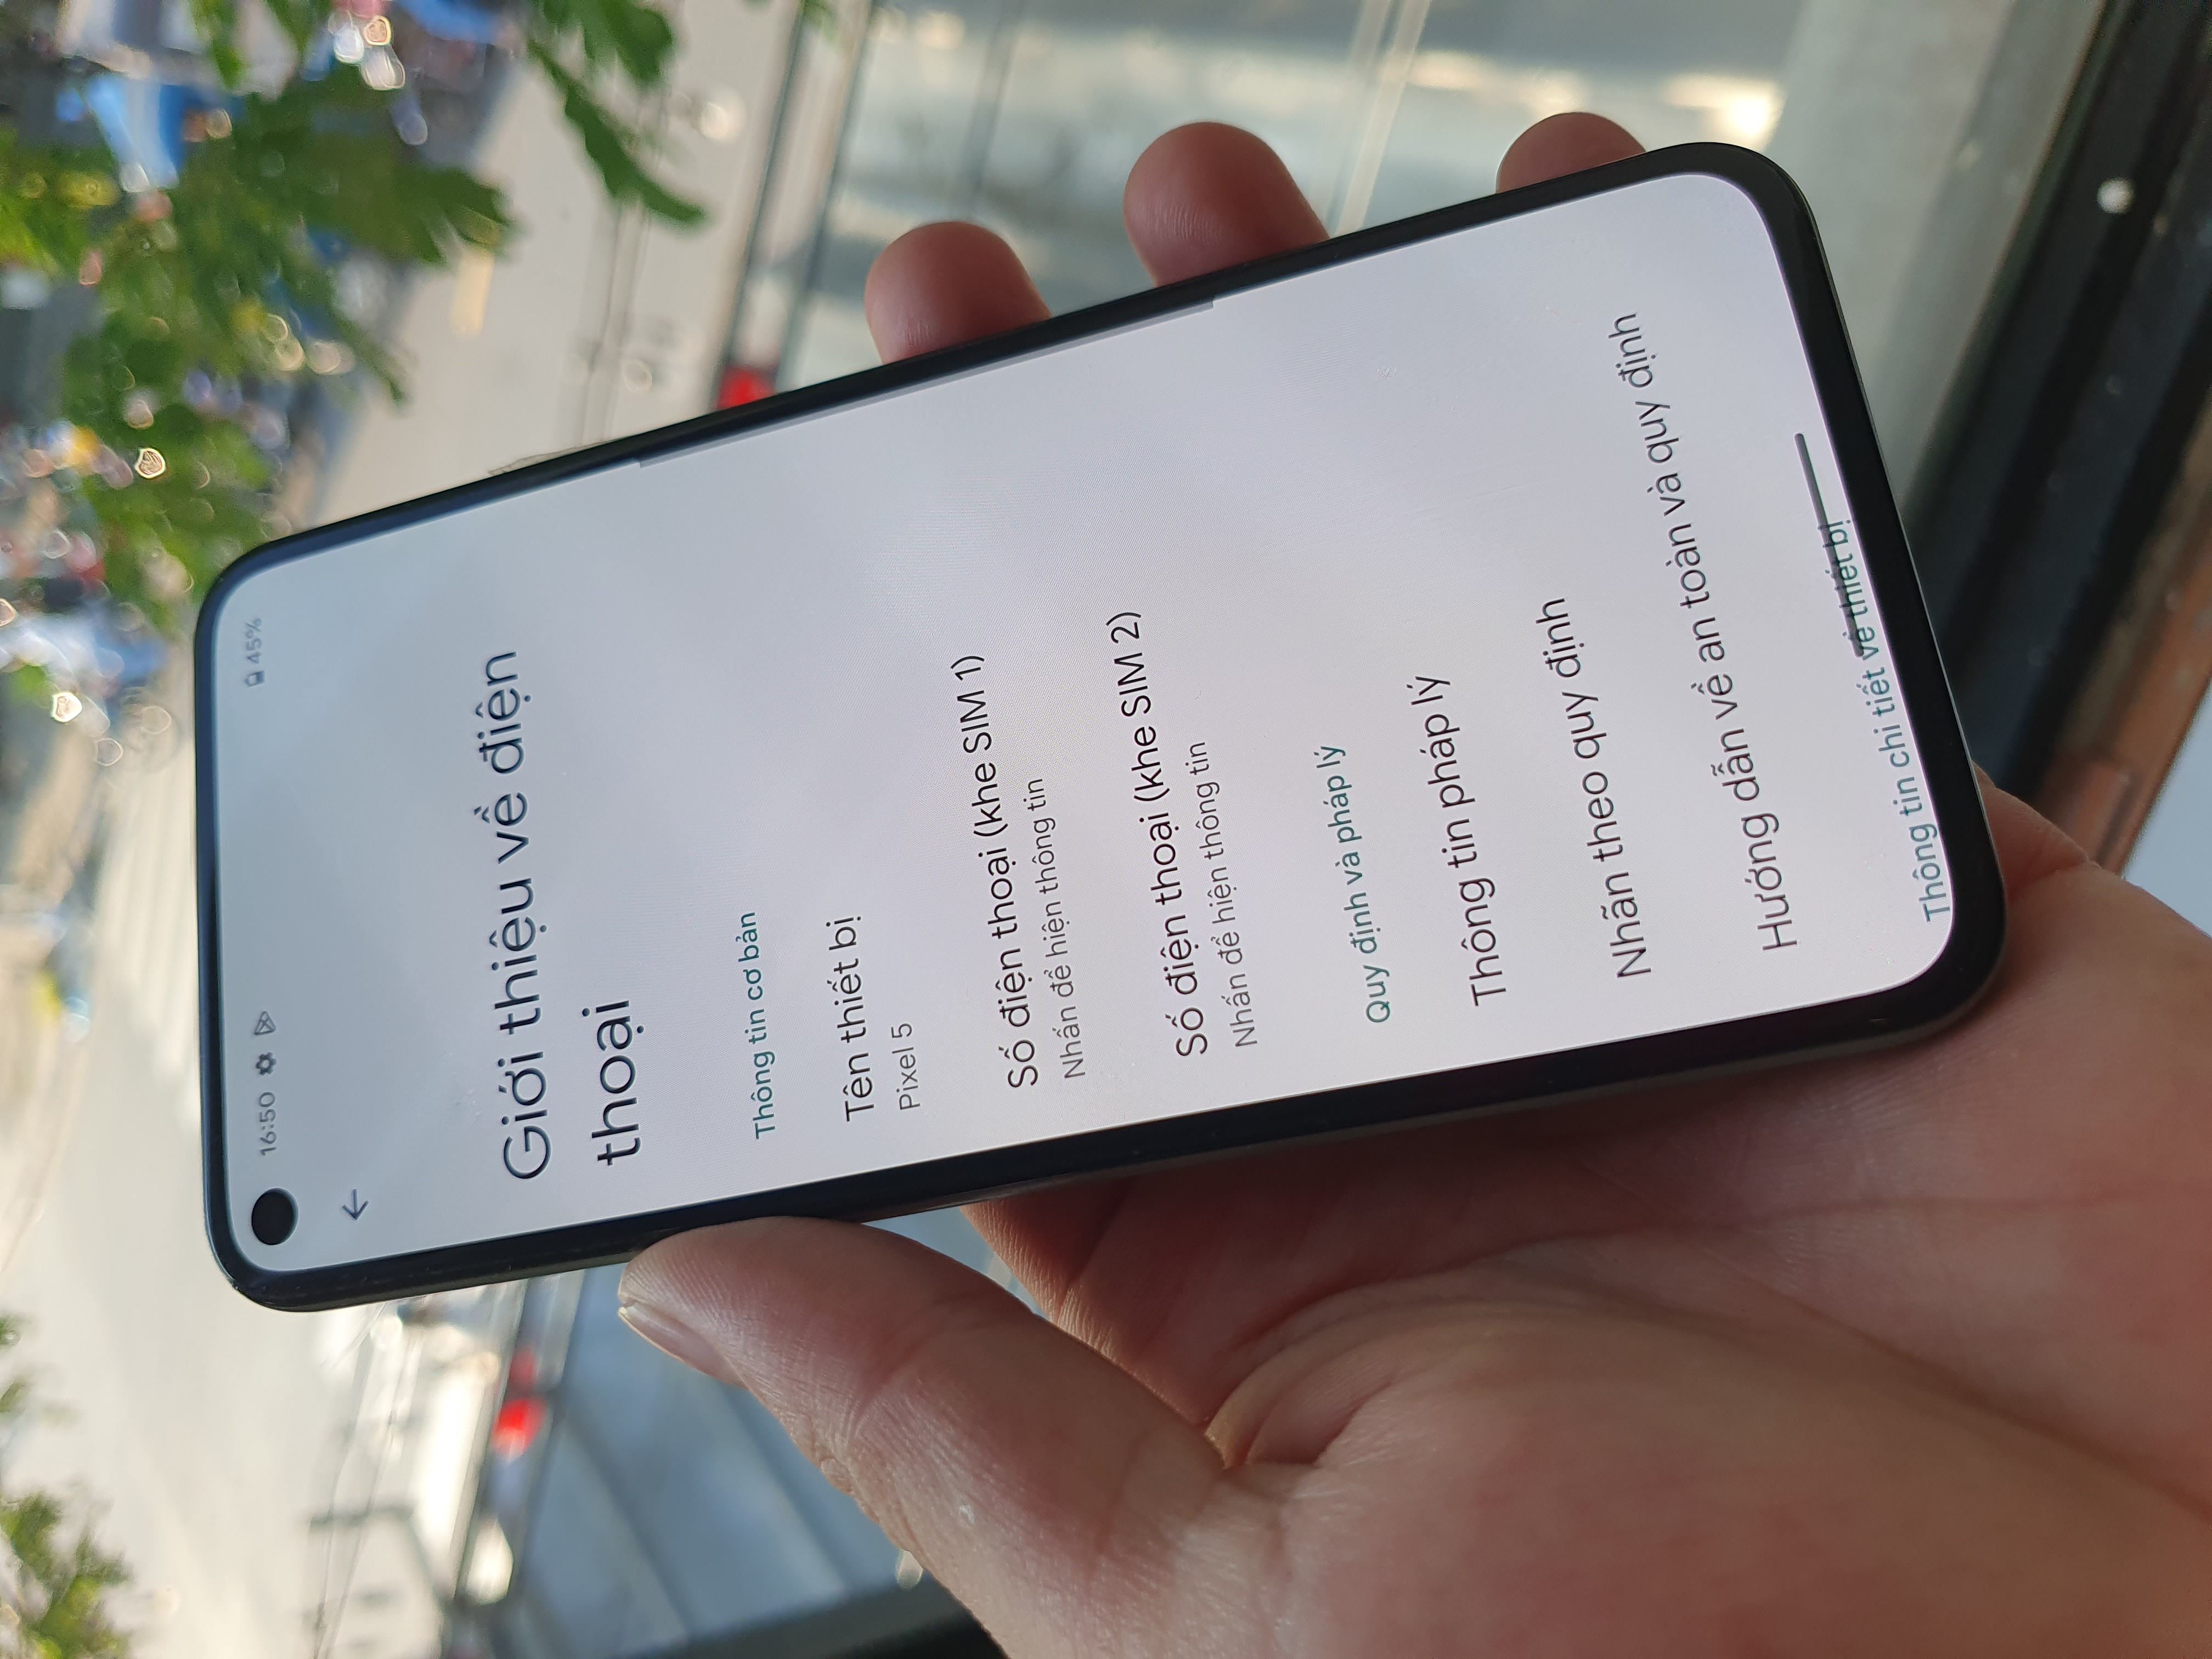 16:50
45%
Giới thiệu về điện
thoại
Thông tin cơ bản
Tên thiết bị
Pixel 5
Số điện thoại (khe SIM 1)
Nhấn để hiện thông tin
Số điện thoại (khe SIM 2)
Nhấn để hiện thông tin
Quy định và pháp lý
Thông tin pháp lý
Nhãn theo quy định
Hướng dẫn về an toàn và quy định
Thông tin chi tiết về thiết bị